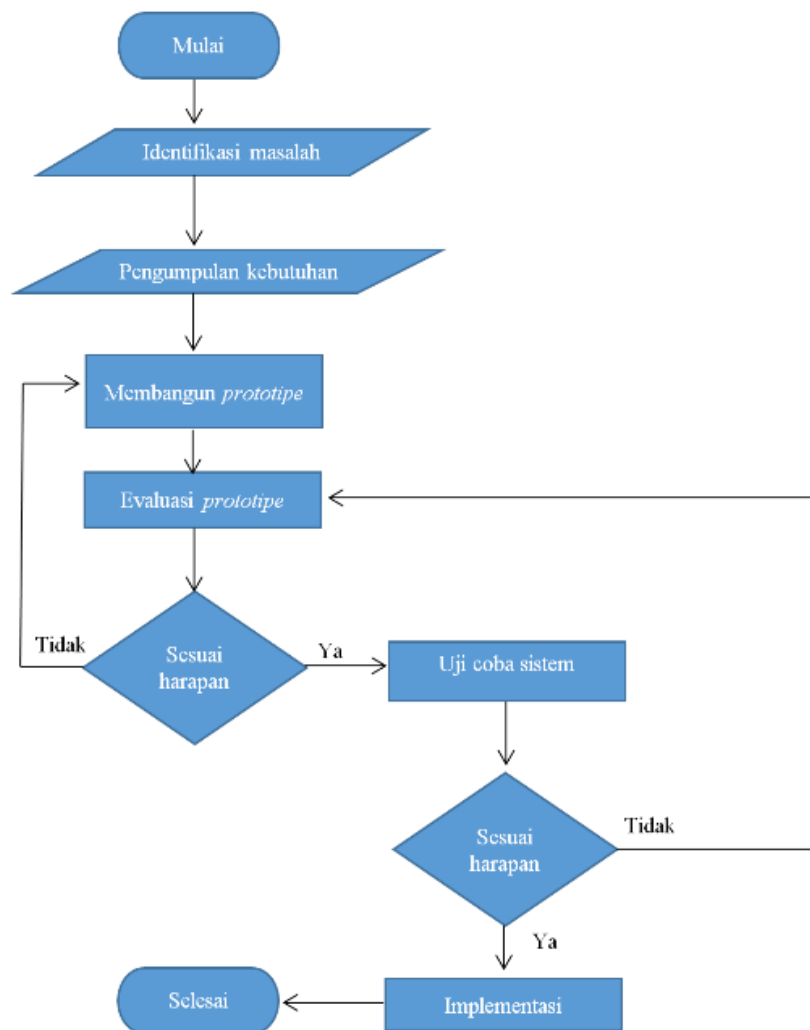 Mulai
Identifikasi masalah
Pengumpulan kebutuhan
Membangun prototipe
Evaluasi prototipe
Tidak
Sesuai
harapan
Ya
Uji coba sistem
Sesuai
harapan
Tidak
Ya
Selesai
Implementasi